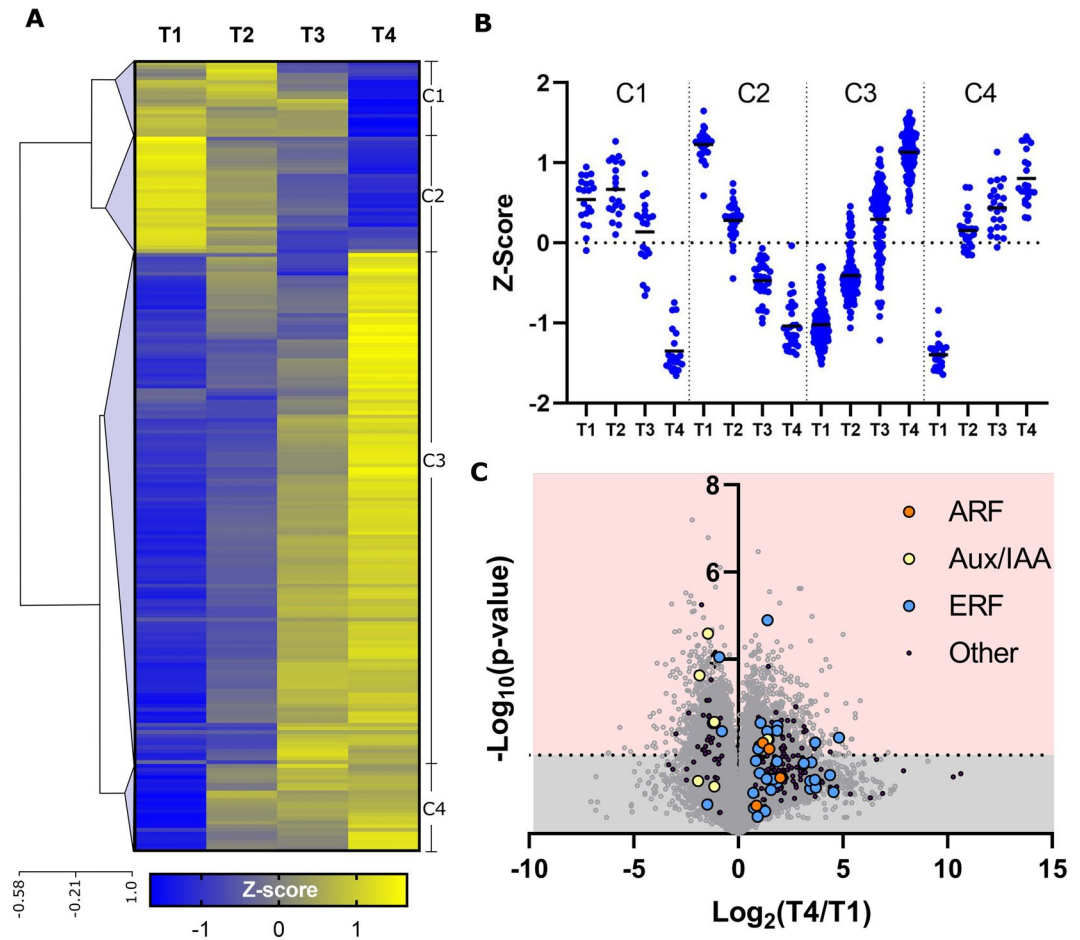 A
T1 T2 T3 T4
C1
C2
C3
C4
-0.58 -0.21 1.0
Z-score
-1 0 1
B
C1 C2 C3 C4
2
1
0
-1
-2
Z-Score
T1 T2 T3 T4 T1 T2 T3 T4 T1 T2 T3 T4 T1 T2 T3 T4
C
8
6
-Log10(p-value)
ARF
Aux/IAA
ERF
Other
-10 -5 0 5 10 15
Log2(T4/T1)